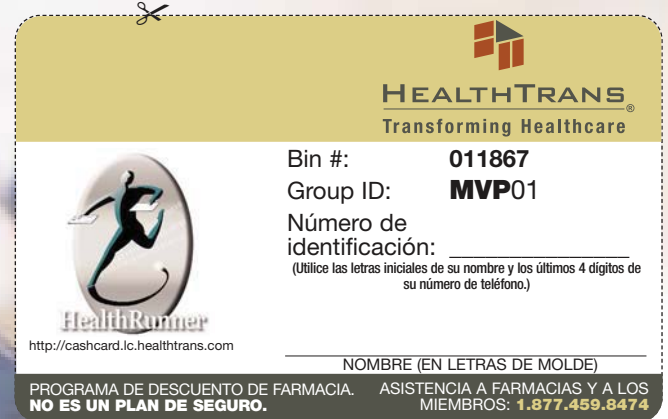 HEALTHTRANS®
Transforming Healthcare
Bin #: 011867
Group ID: MVP01
Número de
identificación: _______________
(Utilice las letras iniciales de su nombre y los últimos 4 dígitos de
su número de teléfono.)
HealthRunner
http://cashcard.lc.healthtrans.com
NOMBRE (EN LETRAS DE MOLDE)
PROGRAMA DE DESCUENTO DE FARMACIA.
NO ES UN PLAN DE SEGURO.
ASISTENCIA A FARMACIAS Y A LOS
MIEMBROS: 1.877.459.8474